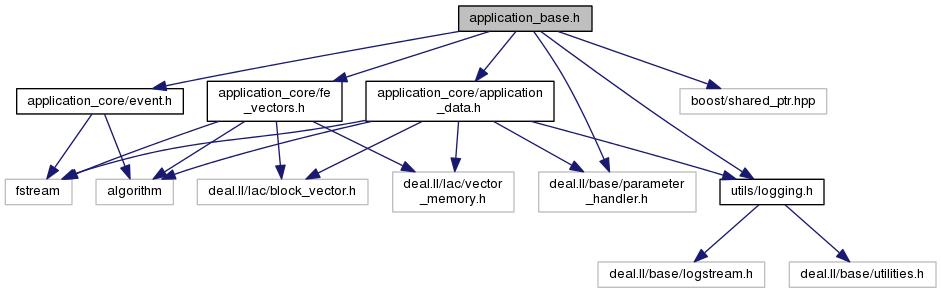 application_base.h
application_core/event.h
application_core/fe
_vectors.h
application_core/application
_data.h
boost/shared_ptr.hpp
fstream
algorithm
deal.II/lac/block_vector.h
deal.II/lac/vector
_memory.h
deal.II/base/parameter
_handler.h
utils/logging.h
deal.II/base/logstream.h
deal.II/base/utilities.h